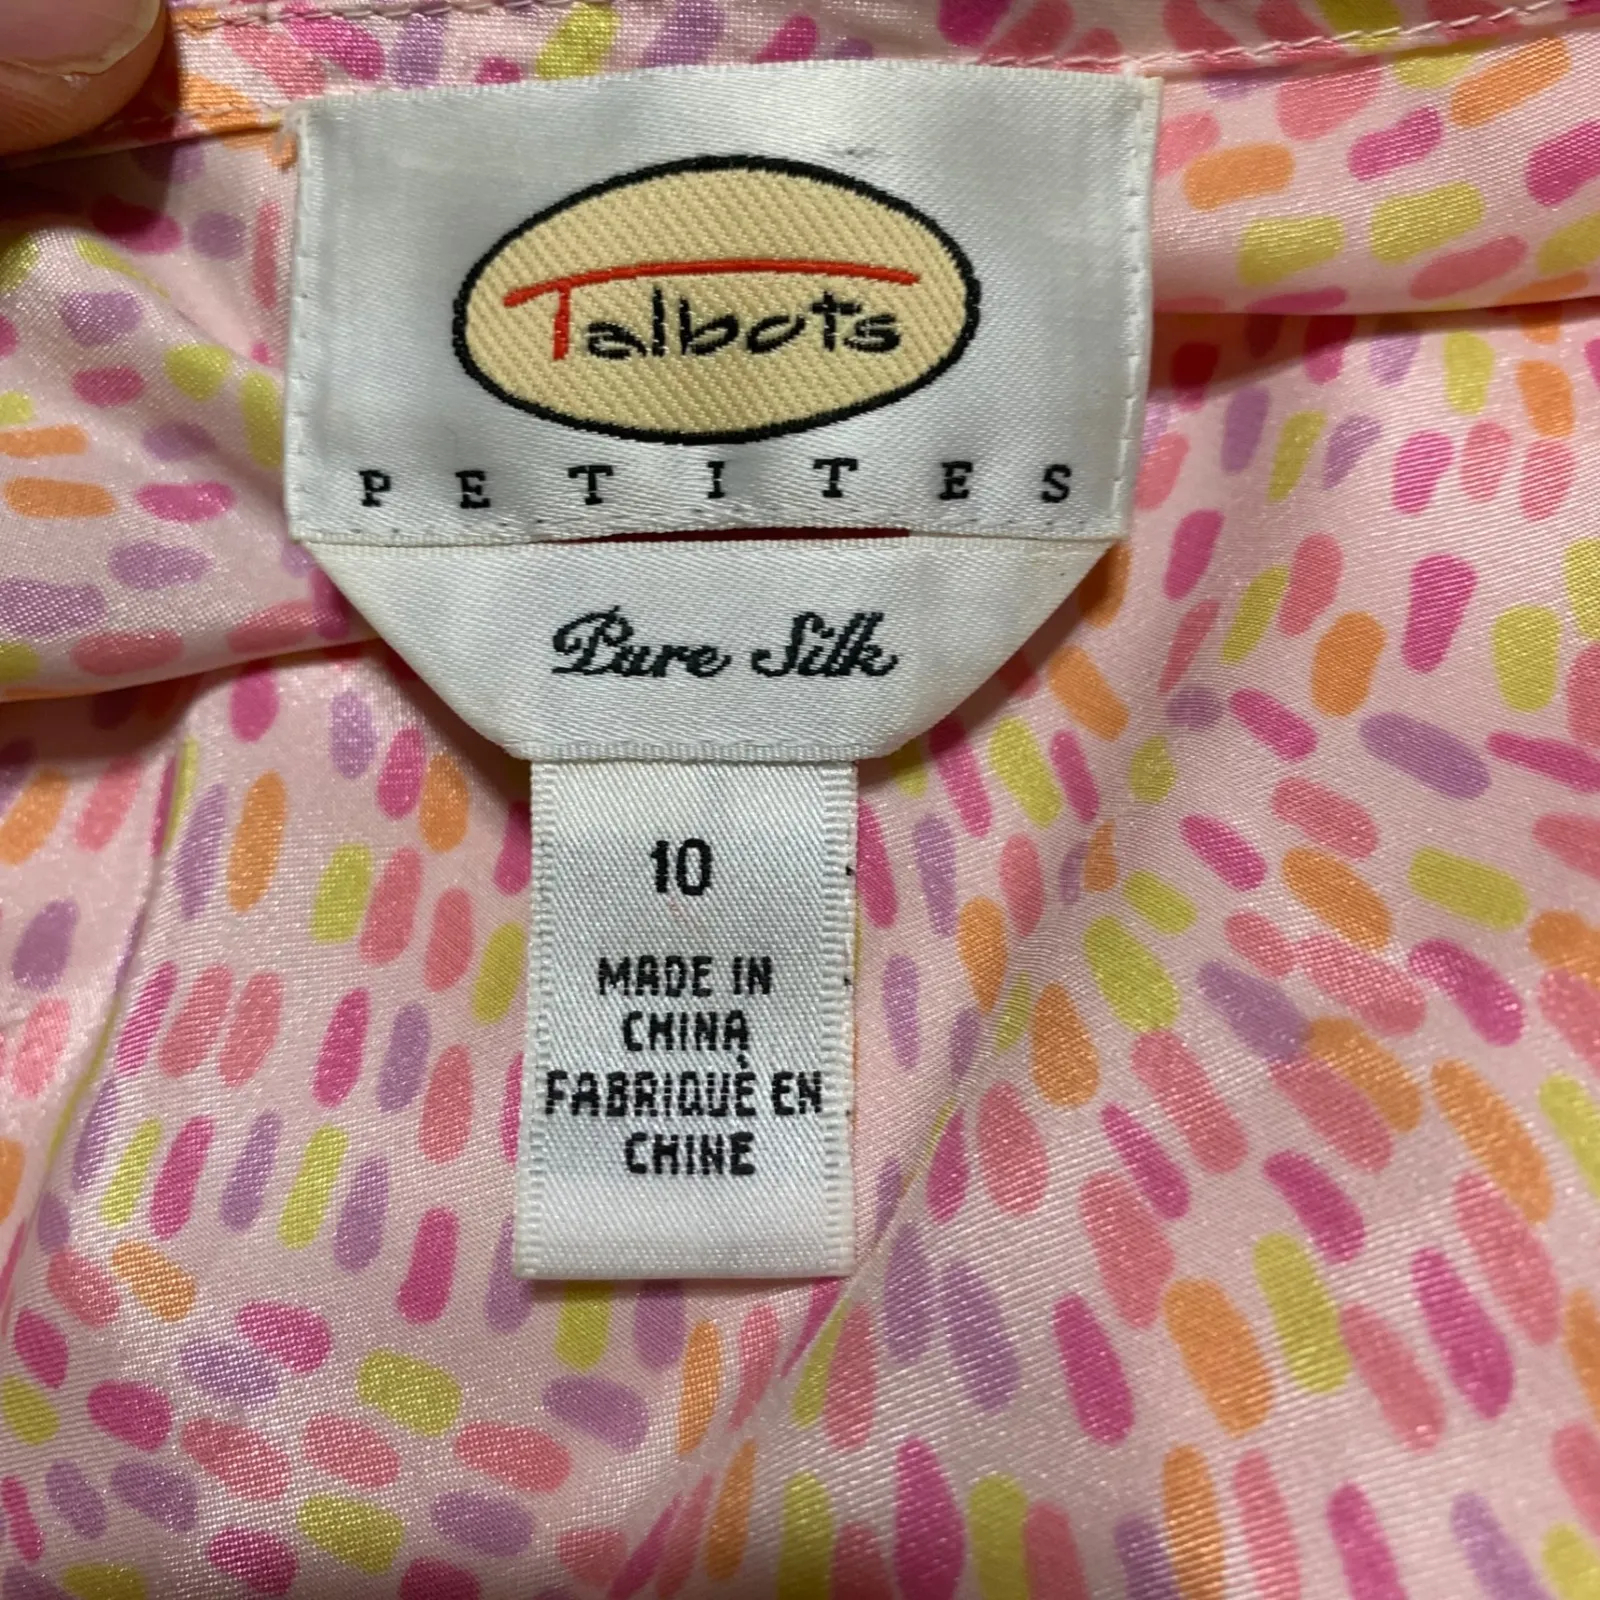 Talbots
PETITES
Pure Silk
10
MADE IN
CHINA
FABRIQUÉ EN
CHINE